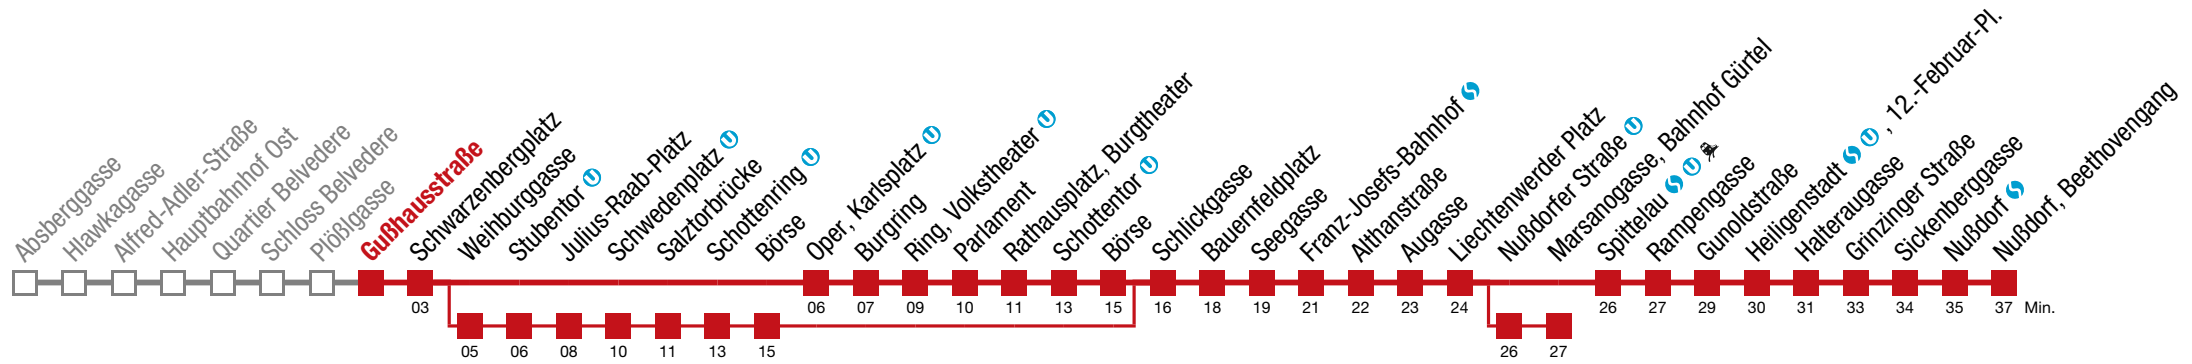 Absberggasse
Hlawkagasse
Alfred-Adler-Straße
Hauptbahnhof Ost
Quartier Belvedere
Schloss Belvedere
Plößlgasse
Gußhausstraße
Schwarzenbergplatz
Weihburggasse
Stubentor U
Julius-Raab-Platz
Schwedenplatz U
Salztorbrücke
Schottenring U
Börse
Oper, Karlsplatz U
Burgring
Ring, Volkstheater U
Parlament
Rathausplatz, Burgtheater
Schottentor U
Börse
Schlickgasse
Bauernfeldplatz
Seegasse
Franz-Josefs-Bahnhof S
Althanstraße
Augasse
Liechtenwerder Platz
Nußdorfer Straße U
Marsanogasse, Bahnhof Gürtel
Spittelau S U
Rampengasse
Gunoldstraße
Heiligenstadt S U , 12.-Februar-Pl.
Halteraugasse
Grinzinger Straße
Sickenberggasse
Nußdorf S
Nußdorf, Beethovengang
03 06 07 09 10 11 13 15 16 18 19 21 22 23 24 26 27 29 30 31 33 34 35 37 Min.
05 06 08 10 11 13 15 26 27